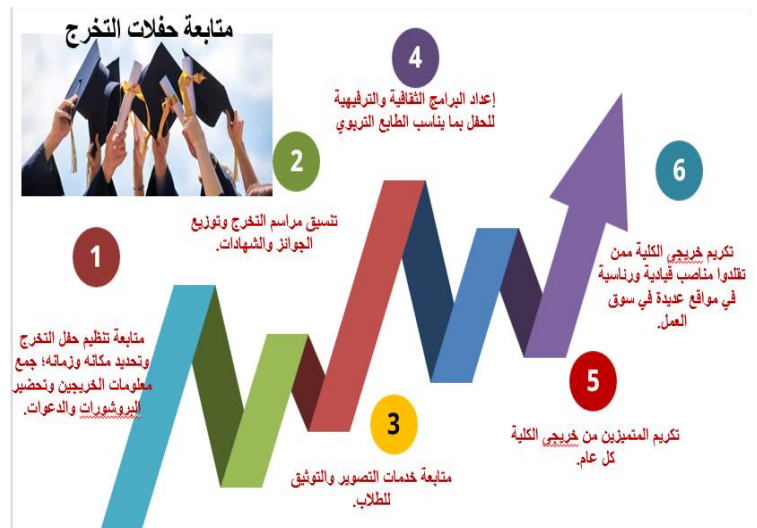 متابعة حفلات التخرج
1
متابعة تنظيم حفل التخرج
وتحديد مكانه وزمانه؛ جمع
معلومات الخريجين وتحضير
البروشورات والدعوات.
2
تنسيق مراسم التخرج وتوزيع
الجوائز والشهادات.
3
متابعة خدمات التصوير والتوثيق
للطلاب.
4
إعداد البرامج الثقافية والترفيهية
للحفل بما يناسب الطابع التربوي
5
تكريم المتميزين من خريجي الكلية
كل عام.
6
تكريم خريجي الكلية ممن
تقلدوا مناصب قيادية ورئاسية
في مواقع عديدة في سوق
العمل.